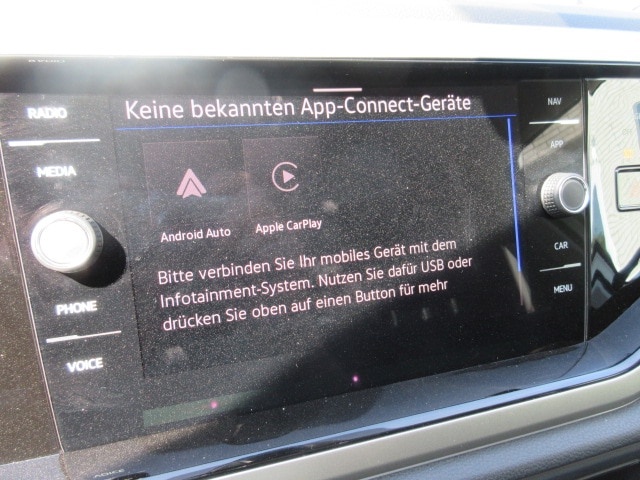 RADIO
MEDIA
PHONE
VOICE
Keine bekannten App-Connect-Geräte
Android Auto
Apple CarPlay
Bitte verbinden Sie Ihr mobiles Gerät mit dem
Infotainment-System. Nutzen Sie dafür USB oder
drücken Sie oben auf einen Button für mehr
NAV
APP
CAR
MENU